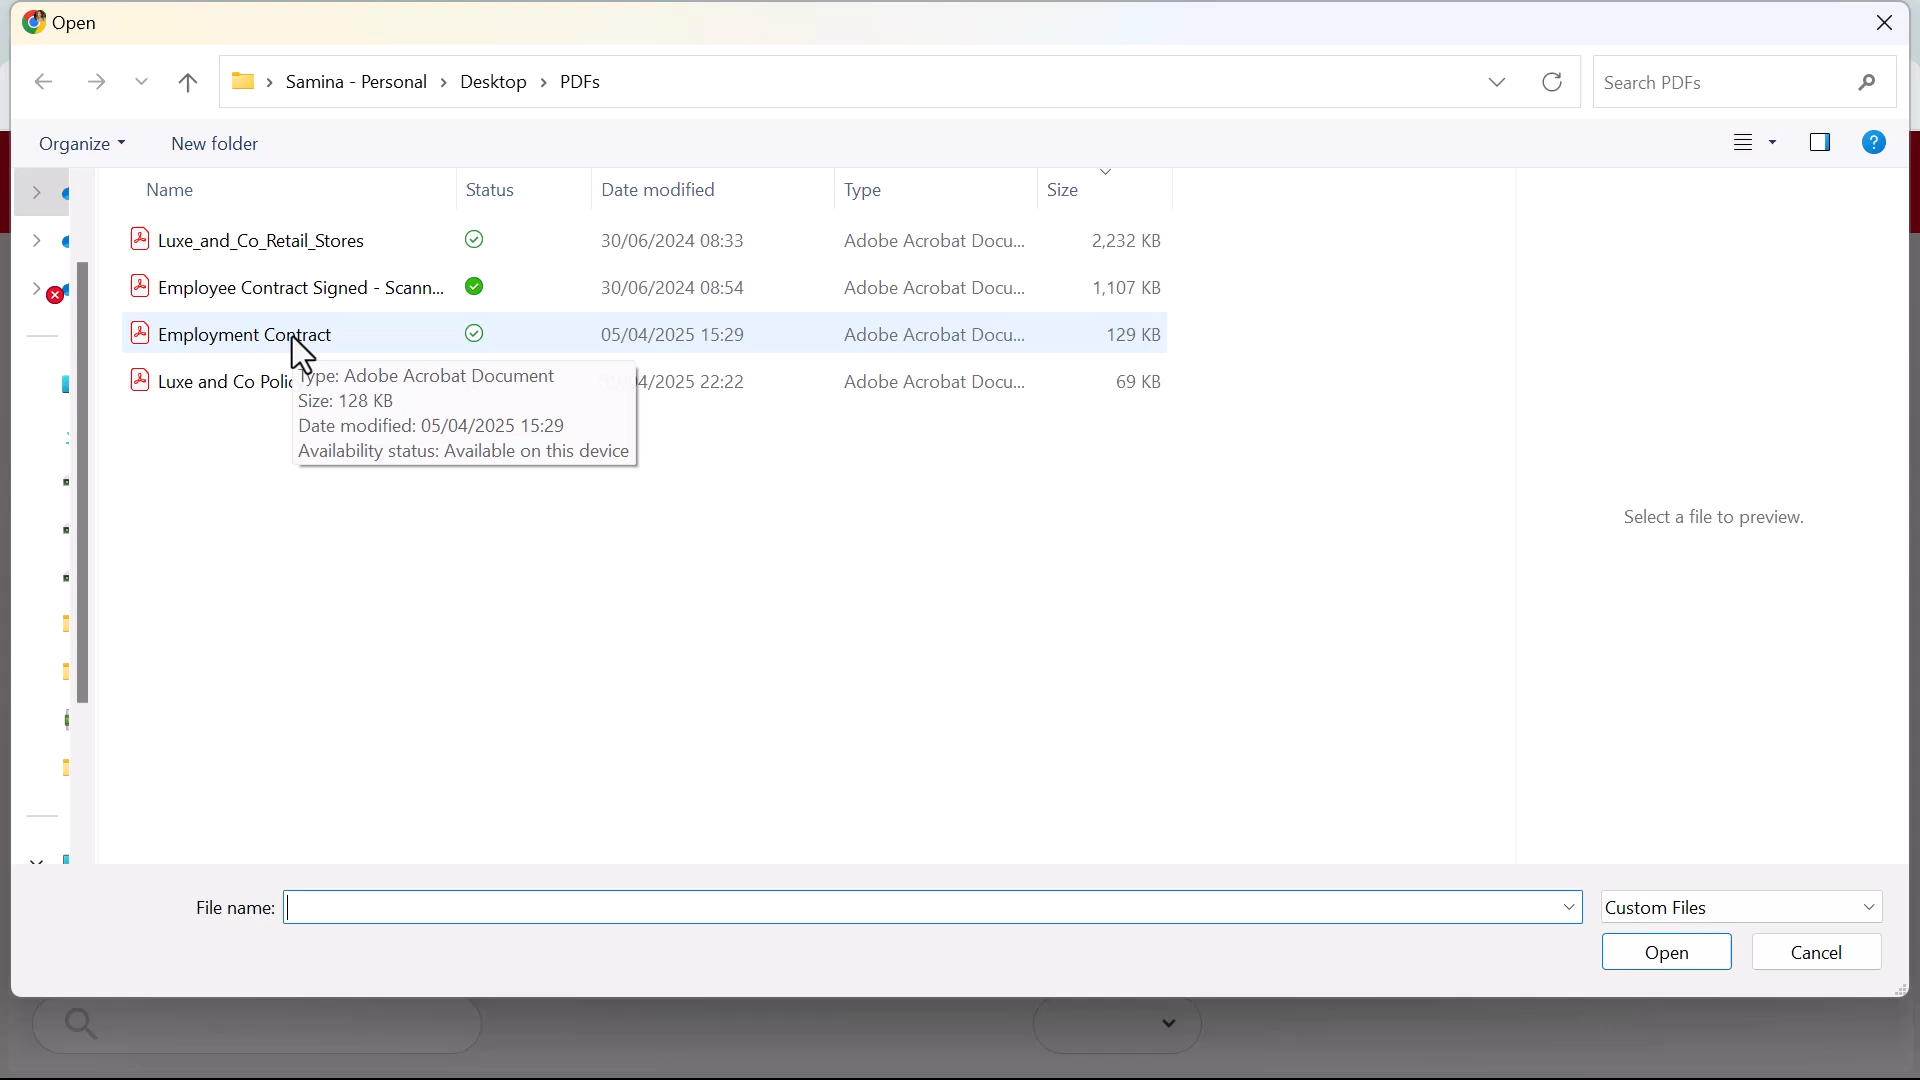 Open
Samina - Personal > Desktop > PDFs
Search PDFs
Organize
New folder
?
Name
Status
Date modified
Type
Size
Luxe_and_Co_Retail_Stores
30/06/2024 08:33
Adobe Acrobat Docu...
2,232 KB
Employee Contract Signed - Scann...
30/06/2024 08:54
Adobe Acrobat Docu...
1,107 KB
Employment Contract
05/04/2025 15:29
Adobe Acrobat Docu...
129 KB
Luxe and Co Polic
4/2025 22:22
Adobe Acrobat Docu...
69 KB
Type: Adobe Acrobat Document
Size: 128 KB
Date modified: 05/04/2025 15:29
Availability status: Available on this device
Select a file to preview.
File name:
Custom Files
Open
Cancel